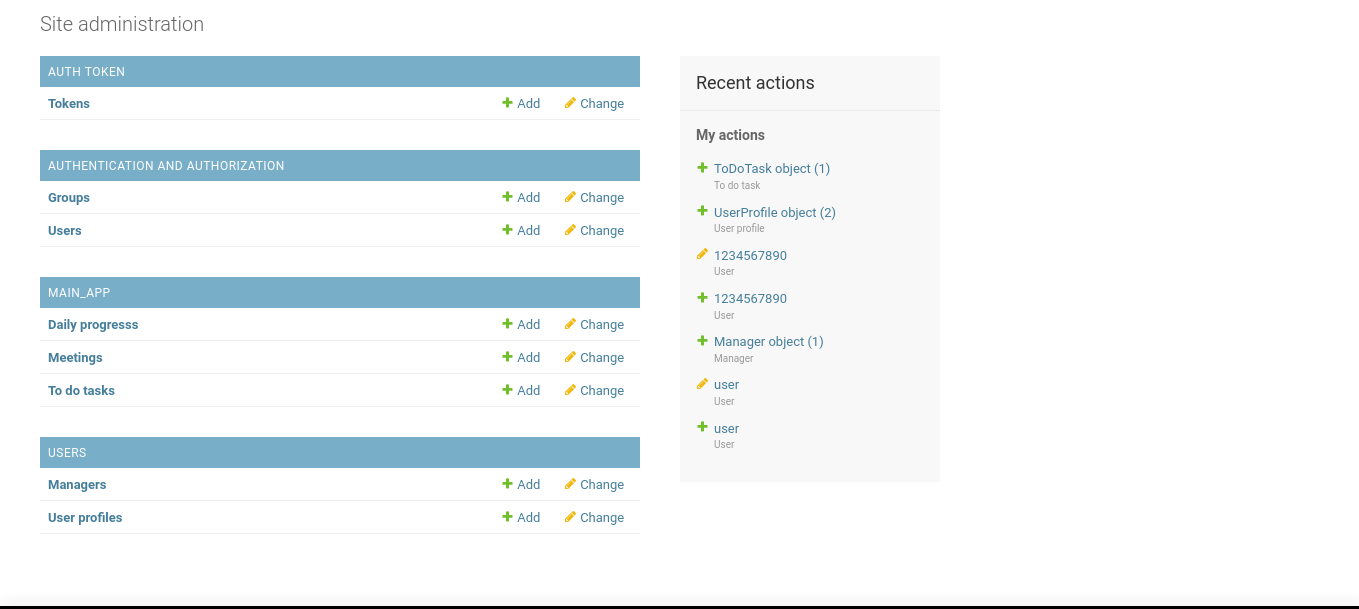 Site administration
AUTH TOKEN
Tokens Add Change
AUTHENTICATION AND AUTHORIZATION
Groups Add Change
Users Add Change
MAIN_APP
Daily progresss Add Change
Meetings Add Change
To do tasks Add Change
USERS
Managers Add Change
User profiles Add Change
Recent actions
My actions
ToDoTask object (1)
To do task
UserProfile object (2)
User profile
1234567890
User
1234567890
User
Manager object (1)
Manager
user
User
user
User